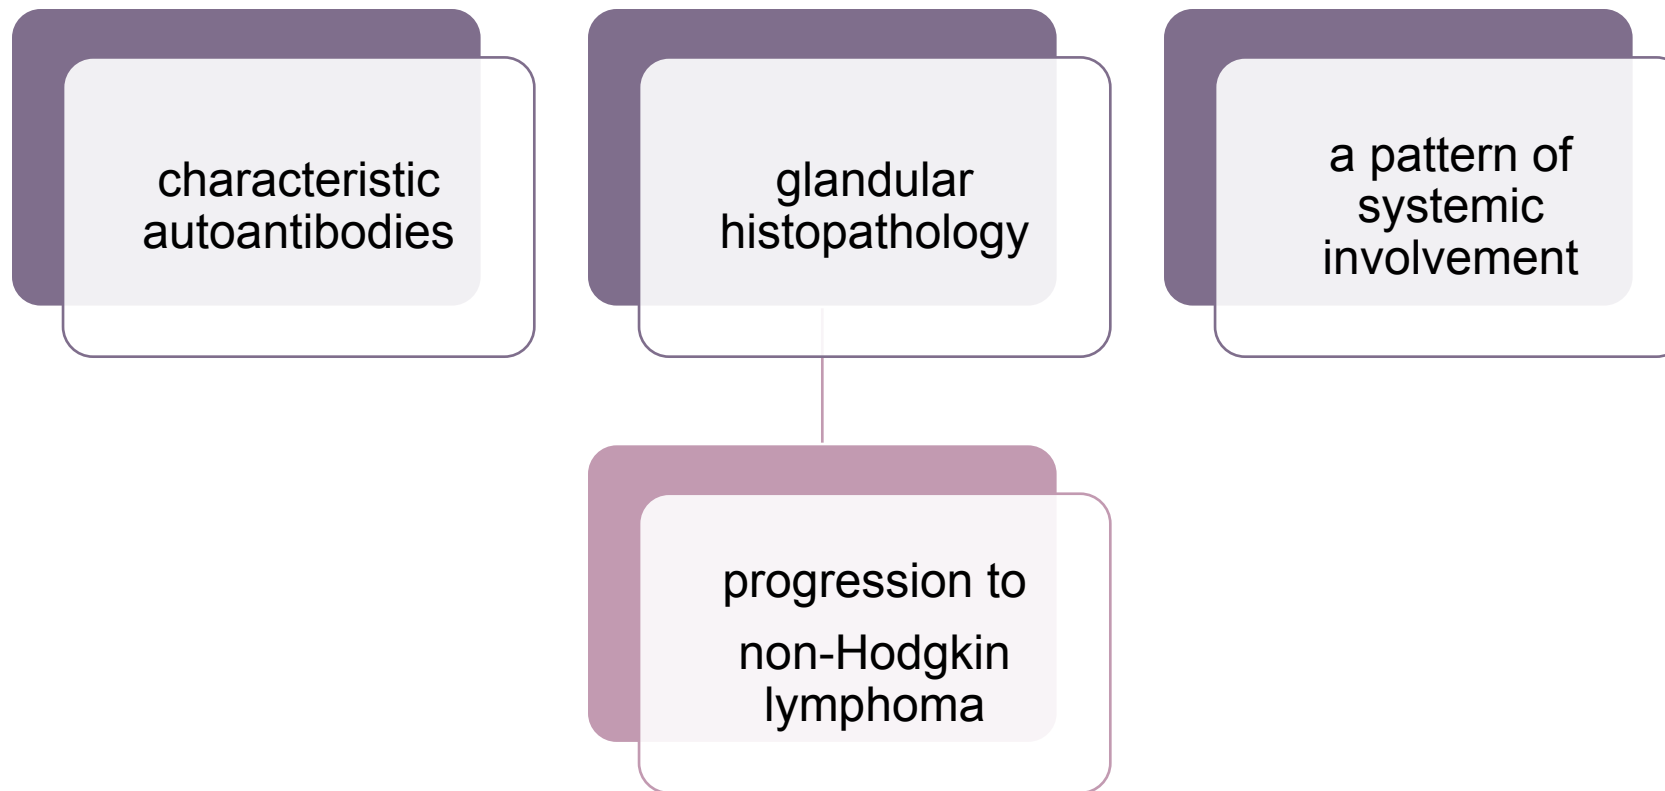 characteristic
autoantibodies
glandular
histopathology
a pattern of
systemic
involvement
progression to
non-Hodgkin
lymphoma